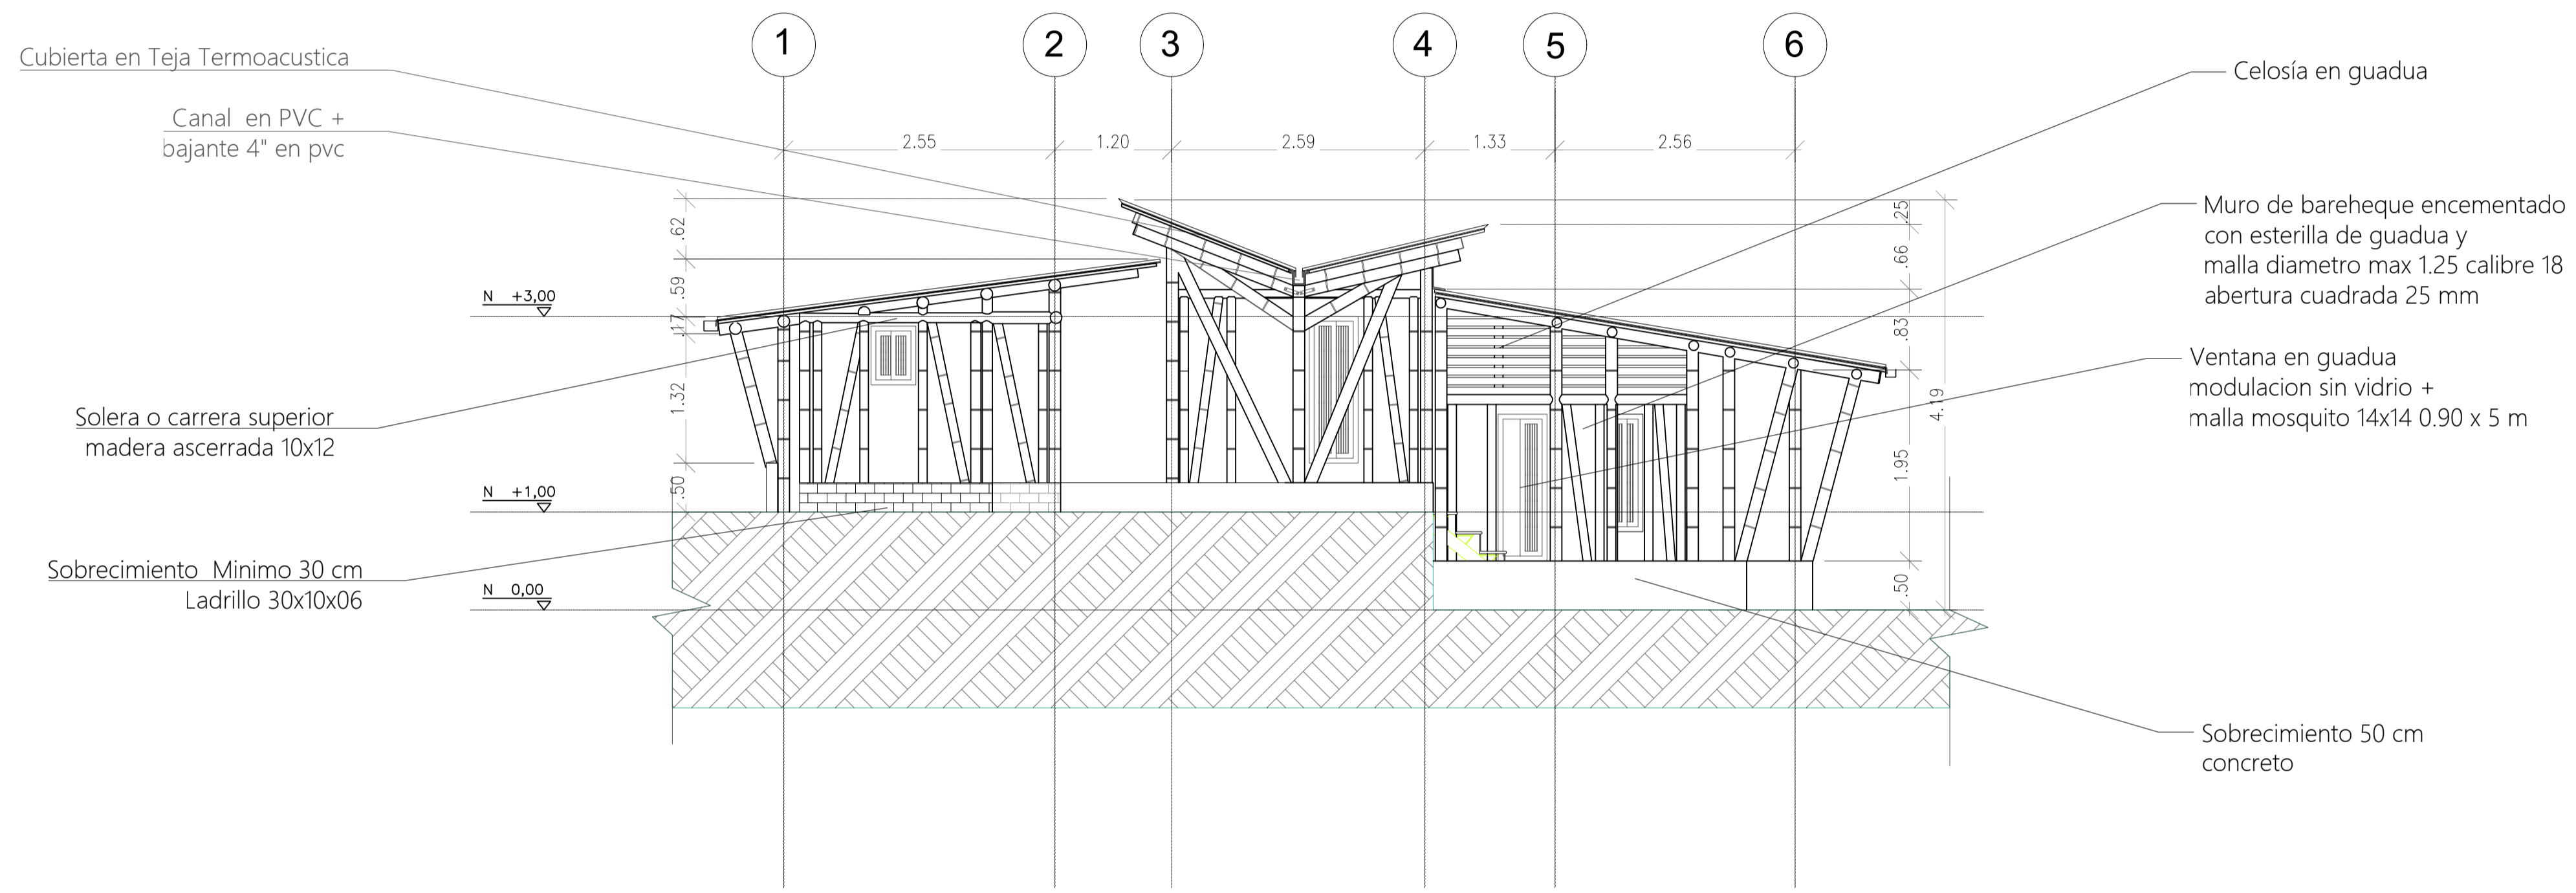 1
2
3
4
5
6
Cubierta en Teja Termoacustica
Canal en PVC +
bajante 4" en pvc
Solera o carrera superior
madera ascerrada 10x12
Sobrecimiento Minimo 30 cm
Ladrillo 30x10x06
N +3,00
N +1,00
N 0,00
2.55
1.20
2.59
1.33
2.56
.62
.59
.17
1.32
.50
.25
.66
.83
1.95
.50
4.19
Celosía en guadua
Muro de bareheque encementado
con esterilla de guadua y
malla diametro max 1.25 calibre 18
abertura cuadrada 25 mm
Ventana en guadua
modulacion sin vidrio +
malla mosquito 14x14 0.90 x 5 m
Sobrecimiento 50 cm
concreto